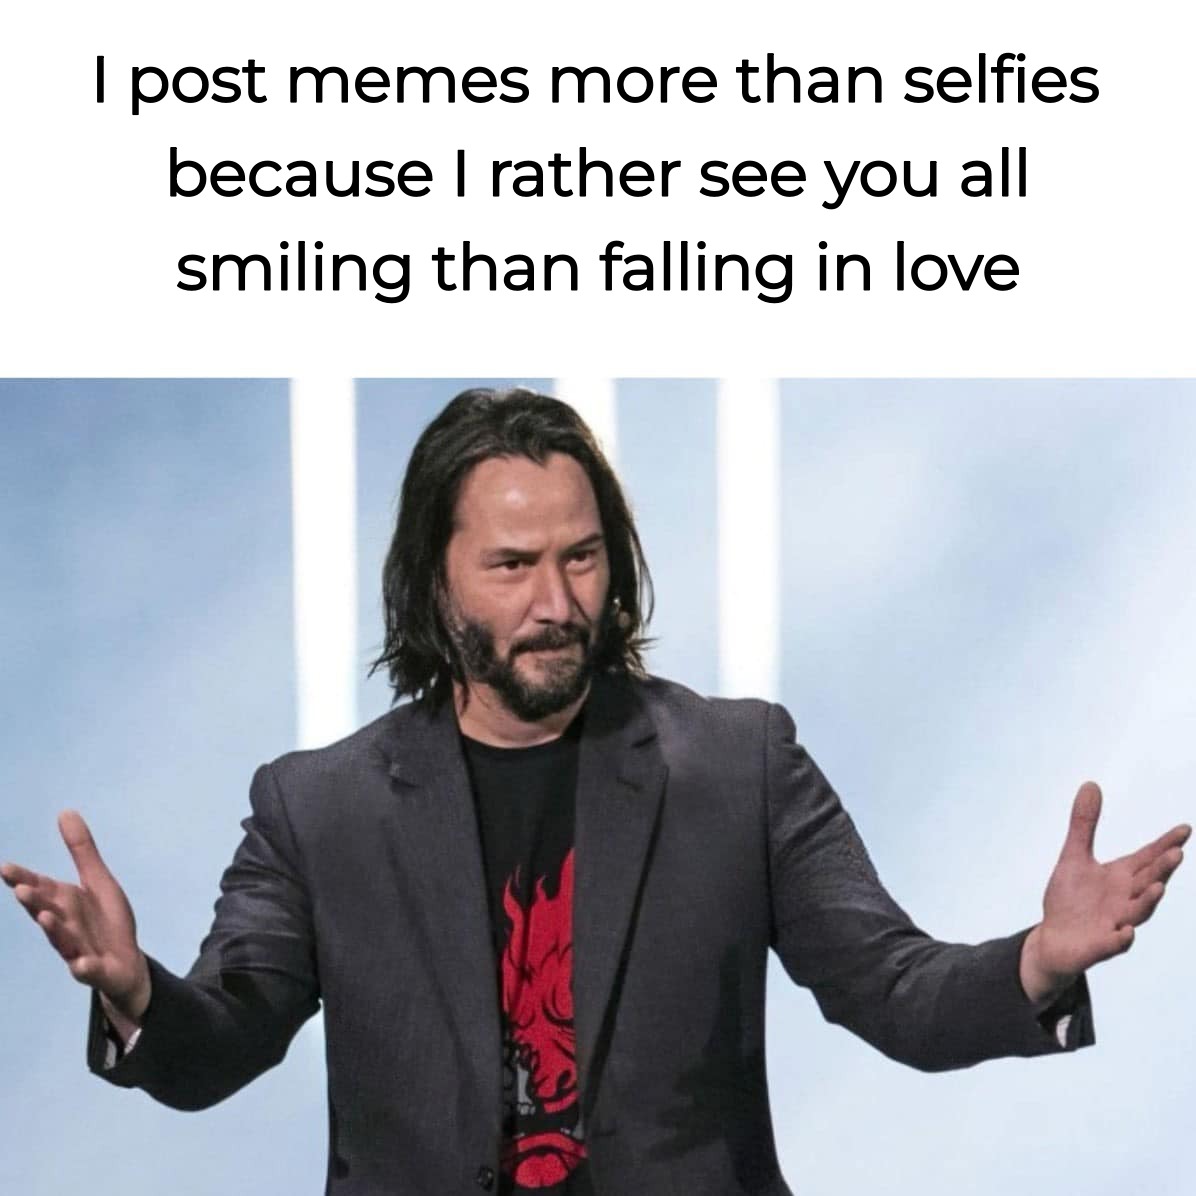 I post memes more than selfies
because I rather see you all
smiling than falling in love